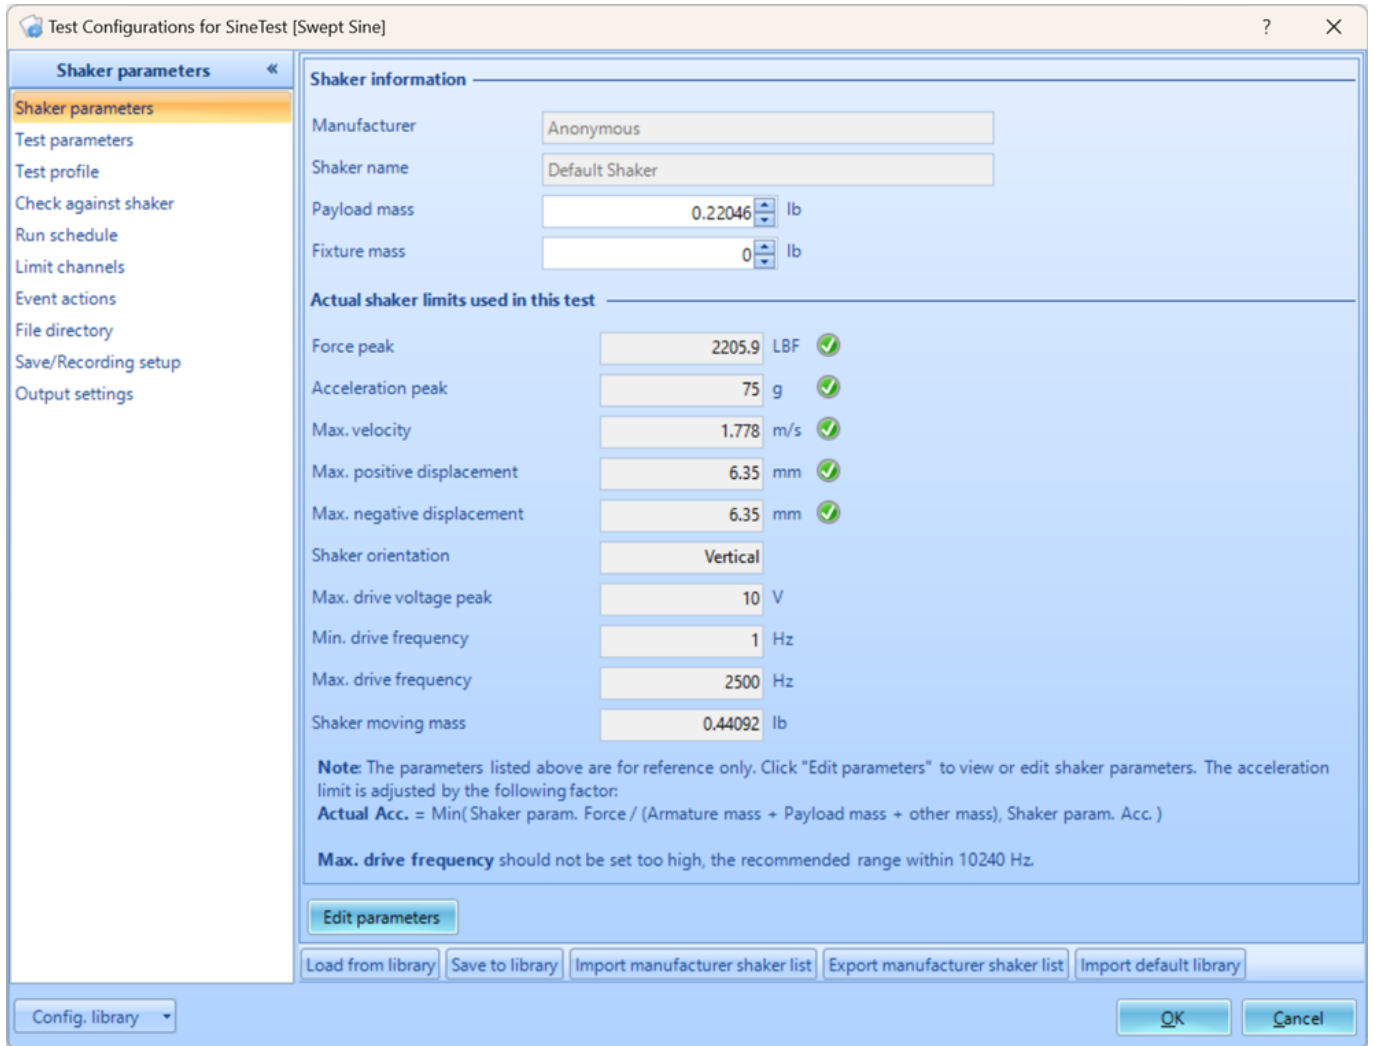 Test Configurations for SineTest [Swept Sine]
?
Shaker parameters «
Shaker parameters
Test parameters
Test profile
Check against shaker
Run schedule
Limit channels
Event actions
File directory
Save/Recording setup
Output settings
Shaker information
Manufacturer Anonymous
Shaker name Default Shaker
Payload mass 0.22046 lb
Fixture mass 0 lb
Actual shaker limits used in this test
Force peak 2205.9 LBF
Acceleration peak 75 g
Max. velocity 1.778 m/s
Max. positive displacement 6.35 mm
Max. negative displacement 6.35 mm
Shaker orientation Vertical
Max. drive voltage peak 10 V
Min. drive frequency 1 Hz
Max. drive frequency 2500 Hz
Shaker moving mass 0.44092 lb
Note: The parameters listed above are for reference only. Click "Edit parameters" to view or edit shaker parameters. The acceleration
limit is adjusted by the following factor:
Actual Acc. = Min( Shaker param. Force / (Armature mass + Payload mass + other mass), Shaker param. Acc. )
Max. drive frequency should not be set too high, the recommended range within 10240 Hz.
Edit parameters
Load from library Save to library Import manufacturer shaker list Export manufacturer shaker list Import default library
Config. library OK Cancel